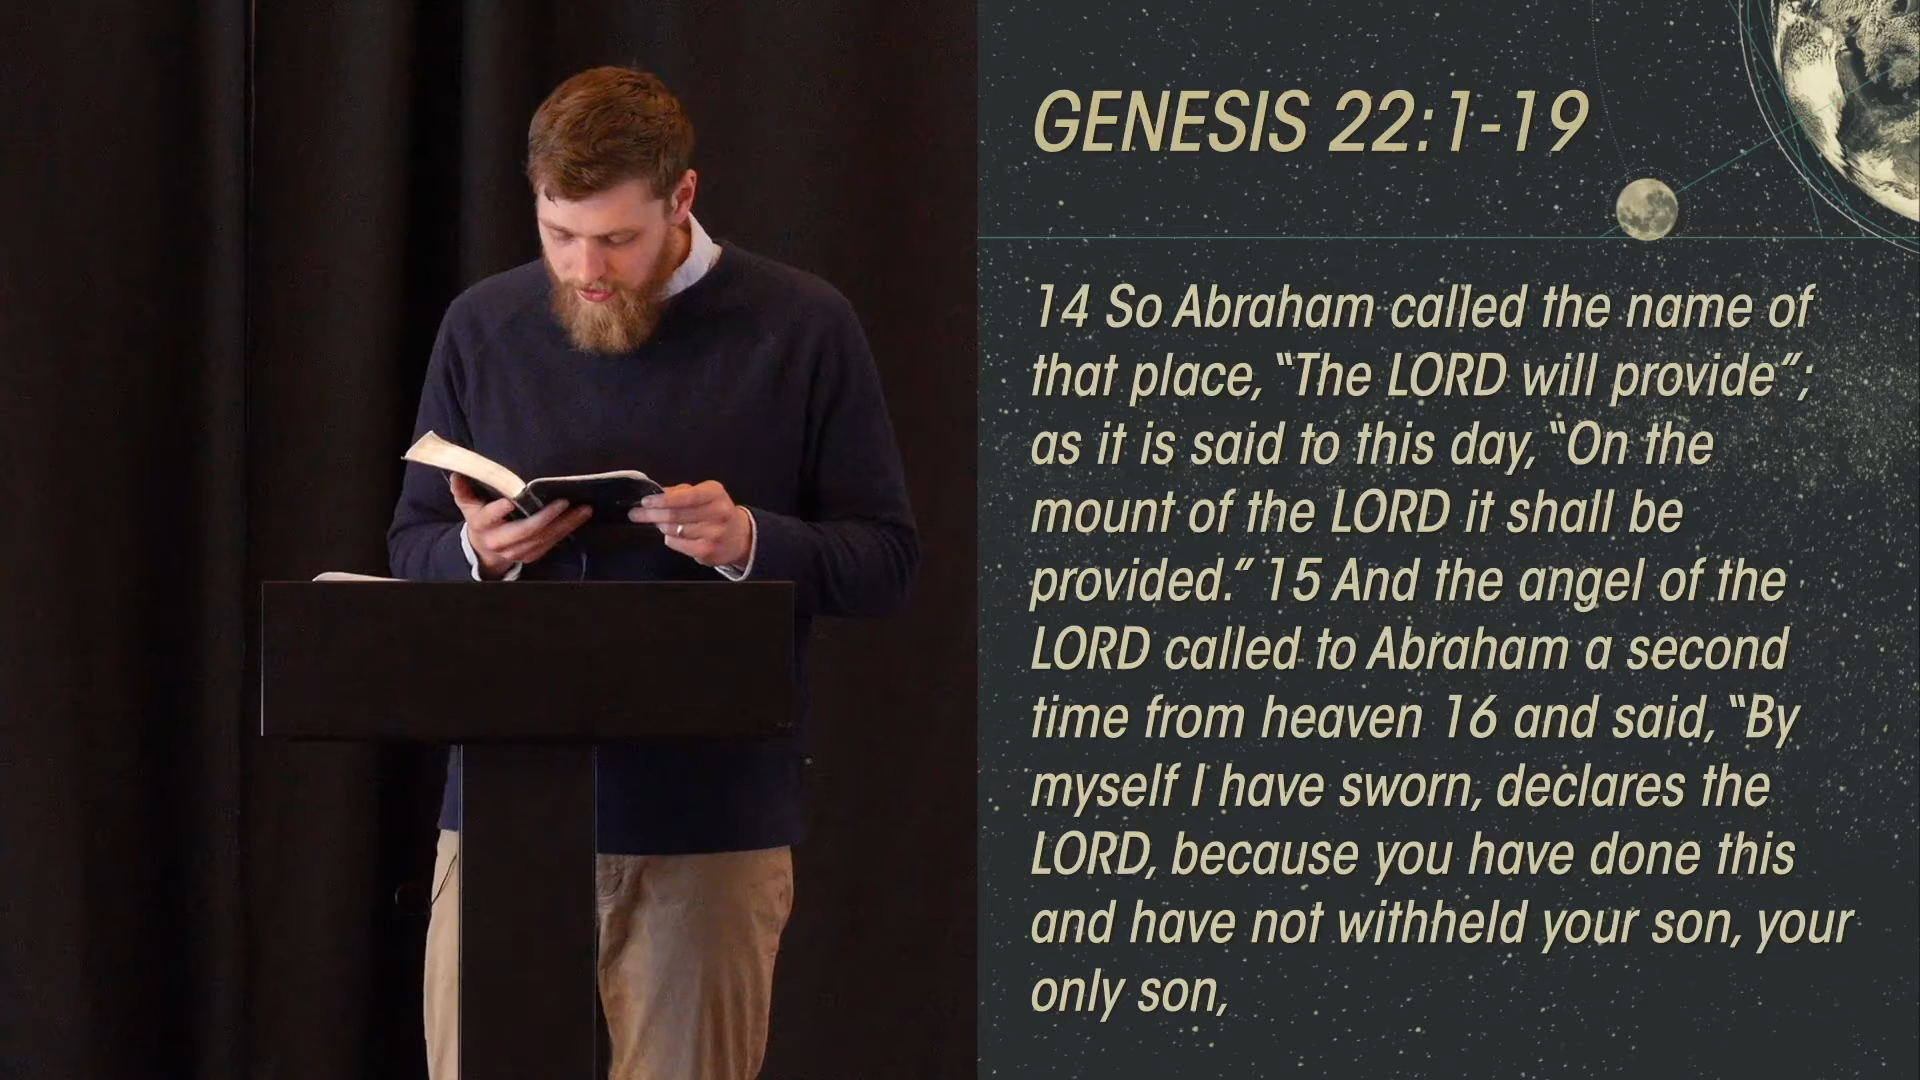 GENESIS 22:1-19
14 So Abraham called the name of
that place, “The LORD will provide”;
as it is said to this day, “On the
mount of the LORD it shall be
provided.” 15 And the angel of the
LORD called to Abraham a second
time from heaven 16 and said, “By
myself I have sworn, declares the
LORD, because you have done this
and have not withheld your son, your
only son,